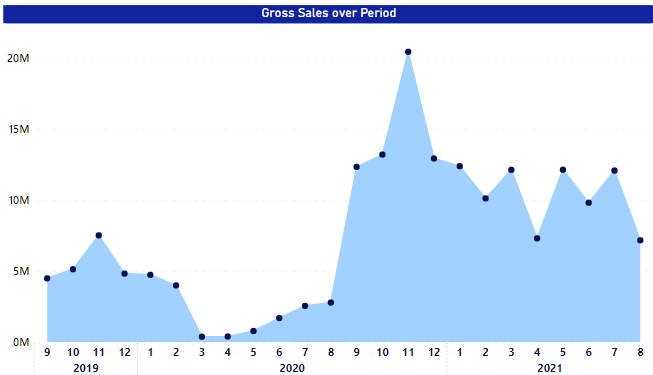 Gross Sales over Period
20M
15M
10M
5M
0M
9 10 11 12 1 2 3 4 5 6 7 8 9 10 11 12 1 2 3 4 5 6 7 8
2019 2020 2021